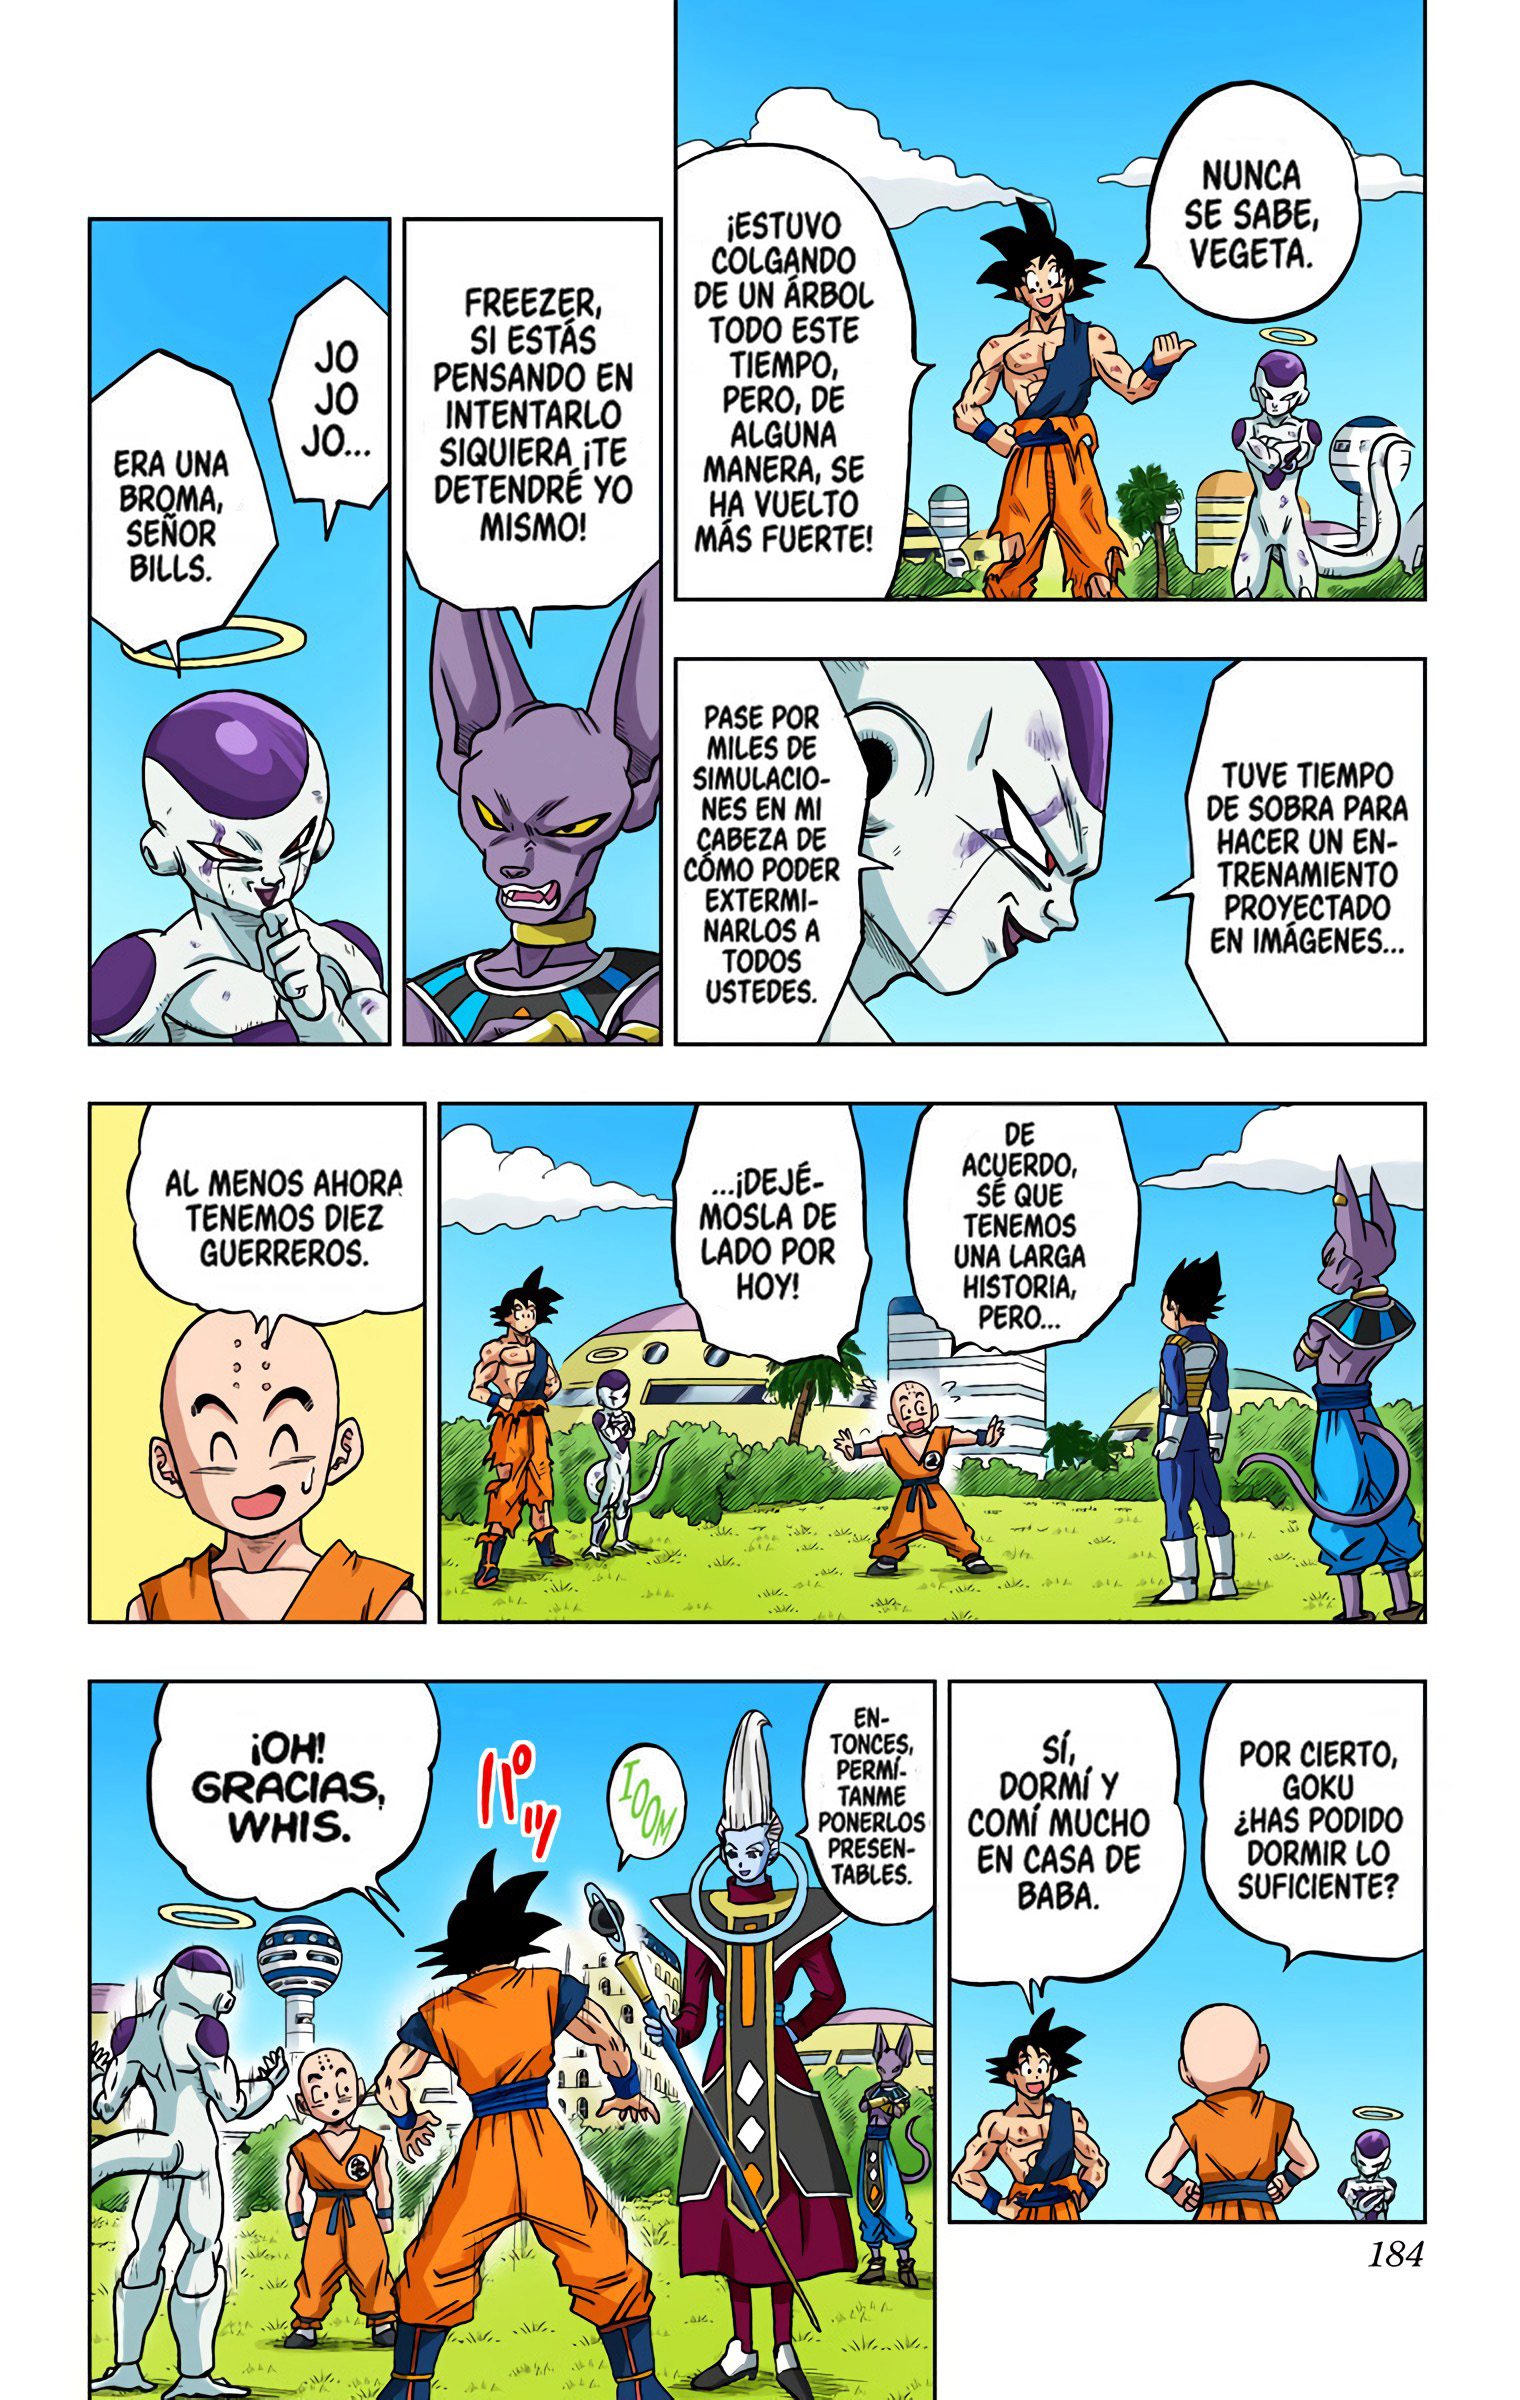 NUNCA
SE SABE,
VEGETA.
¡ESTUVO
COLGANDO
DE UN ÁRBOL
TODO ESTE
TIEMPO,
PERO, DE
ALGUNA
MANERA, SE
HA VUELTO
MÁS FUERTE!
TUVE TIEMPO
DE SOBRA PARA
HACER UN EN-
TRENAMIENTO
PROYECTADO
EN IMÁGENES...
PASE POR
MILES DE
SIMULACIO-
NES EN MI
CABEZA DE
CÓMO PODER
EXTERMI-
NARLOS A
TODOS
USTEDES.
FREEZER,
SI ESTÁS
PENSANDO EN
INTENTARLO
SIQUIERA ¡TE
DETENDRÉ YO
MISMO!
JO
JO
JO...
ERA UNA
BROMA,
SEÑOR
BILLS.
DE
ACUERDO,
SÉ QUE
TENEMOS
UNA LARGA
HISTORIA,
PERO...
...¡DEJÉ-
MOSLA DE
LADO POR
HOY!
AL MENOS AHORA
TENEMOS DIEZ
GUERREROS.
POR CIERTO,
GOKU
¿HAS PODIDO
DORMIR LO
SUFICIENTE?
SÍ,
DORMÍ Y
COMÍ MUCHO
EN CASA DE
BABA.
EN-
TONCES,
PERMÍ-
TANME
PONERLOS
PRESEN-
TABLES.
IOOM
パッ
¡OH!
GRACIAS,
WHIS.
184